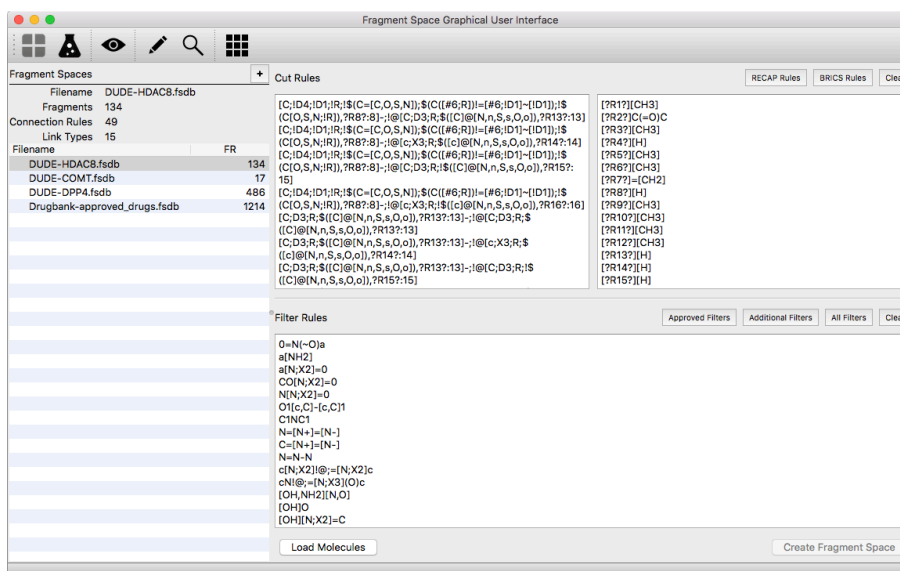 Fragment Space Graphical User Interface
Fragment Spaces
+
Filename DUDE-HDAC8.fsdb
Fragments 134
Connection Rules 49
Link Types 15
Filename FR
DUDE-HDAC8.fsdb 134
DUDE-COMT.fsdb 17
DUDE-DPP4.fsdb 486
Drugbank-approved_drugs.fsdb 1214
Cut Rules
RECAP Rules
BRICS Rules
Clea
[C;!D4;!D1;!R;!$(C=[C,O,S,N]);$(C([#6;R])!=[#6;!D1]~[!D1]);!$
(C[O,S,N;!R]),?R8?:8]-;!@[C;D3;R;$([C]@[N,n,S,s,O,o]),?R13?:13]
[C;!D4;!D1;!R;!$(C=[C,O,S,N]);$(C([#6;R])!=[#6;!D1]~[!D1]);!$
(C[O,S,N;!R]),?R8?:8]-;!@[c;X3;R;$([c]@[N,n,S,s,O,o]),?R14?:14]
[C;!D4;!D1;!R;!$(C=[C,O,S,N]);$(C([#6;R])!=[#6;!D1]~[!D1]);!$
(C[O,S,N;!R]),?R8?:8]-;!@[C;D3;R;!$([C]@[N,n,S,s,O,o]),?R15?:
15]
[C;!D4;!D1;!R;!$(C=[C,O,S,N]);$(C([#6;R])!=[#6;!D1]~[!D1]);!$
(C[O,S,N;!R]),?R8?:8]-;!@[c;X3;R;!$([c]@[N,n,S,s,O,o]),?R16?:16]
[C;D3;R;$([C]@[N,n,S,s,O,o]),?R13?:13]-;!@[C;D3;R;$
([C]@[N,n,S,s,O,o]),?R13?:13]
[C;D3;R;$([C]@[N,n,S,s,O,o]),?R13?:13]-;!@[c;X3;R;$
([c]@[N,n,S,s,O,o]),?R14?:14]
[C;D3;R;$([C]@[N,n,S,s,O,o]),?R13?:13]-;!@[C;D3;R;!$
([C]@[N,n,S,s,O,o]),?R15?:15]
[?R1?][CH3]
[?R2?]C(=O)C
[?R3?][CH3]
[?R4?][H]
[?R5?][CH3]
[?R6?][CH3]
[?R7?]=[CH2]
[?R8?][H]
[?R9?][CH3]
[?R10?][CH3]
[?R11?][CH3]
[?R12?][CH3]
[?R13?][H]
[?R14?][H]
[?R15?][H]
Filter Rules
Approved Filters
Additional Filters
All Filters
Clea
0=N(~O)a
a[NH2]
a[N;X2]=0
CO[N;X2]=0
N[N;X2]=0
O1[c,C]-[c,C]1
C1NC1
N=[N+]=[N-]
C=[N+]=[N-]
N=N-N
c[N;X2]!@;=[N;X2]c
cN!@;=[N;X3](O)c
[OH,NH2][N,O]
[OH]O
[OH][N;X2]=C
Load Molecules
Create Fragment Space